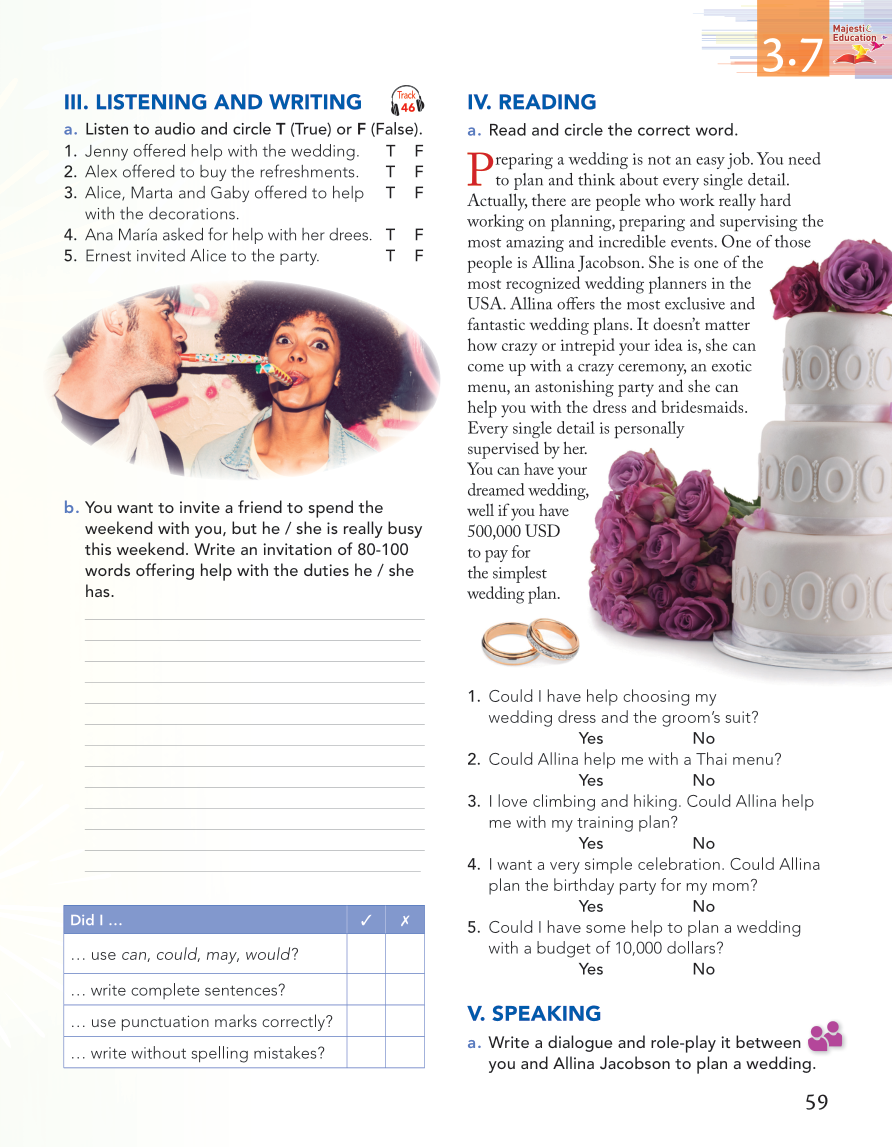 3.7
Majestic Education
III. LISTENING AND WRITING
Track 46
a. Listen to audio and circle T (True) or F (False).
1. Jenny offered help with the wedding. T F
2. Alex offered to buy the refreshments. T F
3. Alice, Marta and Gaby offered to help T F
with the decorations.
4. Ana María asked for help with her drees. T F
5. Ernest invited Alice to the party. T F
b. You want to invite a friend to spend the
weekend with you, but he / she is really busy
this weekend. Write an invitation of 80-100
words offering help with the duties he / she
has.
Did I ... ✓ ✗
... use can, could, may, would?
... write complete sentences?
... use punctuation marks correctly?
... write without spelling mistakes?
IV. READING
a. Read and circle the correct word.
Preparing a wedding is not an easy job. You need
to plan and think about every single detail.
Actually, there are people who work really hard
working on planning, preparing and supervising the
most amazing and incredible events. One of those
people is Allina Jacobson. She is one of the
most recognized wedding planners in the
USA. Allina offers the most exclusive and
fantastic wedding plans. It doesn't matter
how crazy or intrepid your idea is, she can
come up with a crazy ceremony, an exotic
menu, an astonishing party and she can
help you with the dress and bridesmaids.
Every single detail is personally
supervised by her.
You can have your
dreamed wedding,
well if you have
500,000 USD
to pay for
the simplest
wedding plan.
1. Could I have help choosing my
wedding dress and the groom's suit?
Yes No
2. Could Allina help me with a Thai menu?
Yes No
3. I love climbing and hiking. Could Allina help
me with my training plan?
Yes No
4. I want a very simple celebration. Could Allina
plan the birthday party for my mom?
Yes No
5. Could I have some help to plan a wedding
with a budget of 10,000 dollars?
Yes No
V. SPEAKING
a. Write a dialogue and role-play it between
you and Allina Jacobson to plan a wedding.
59